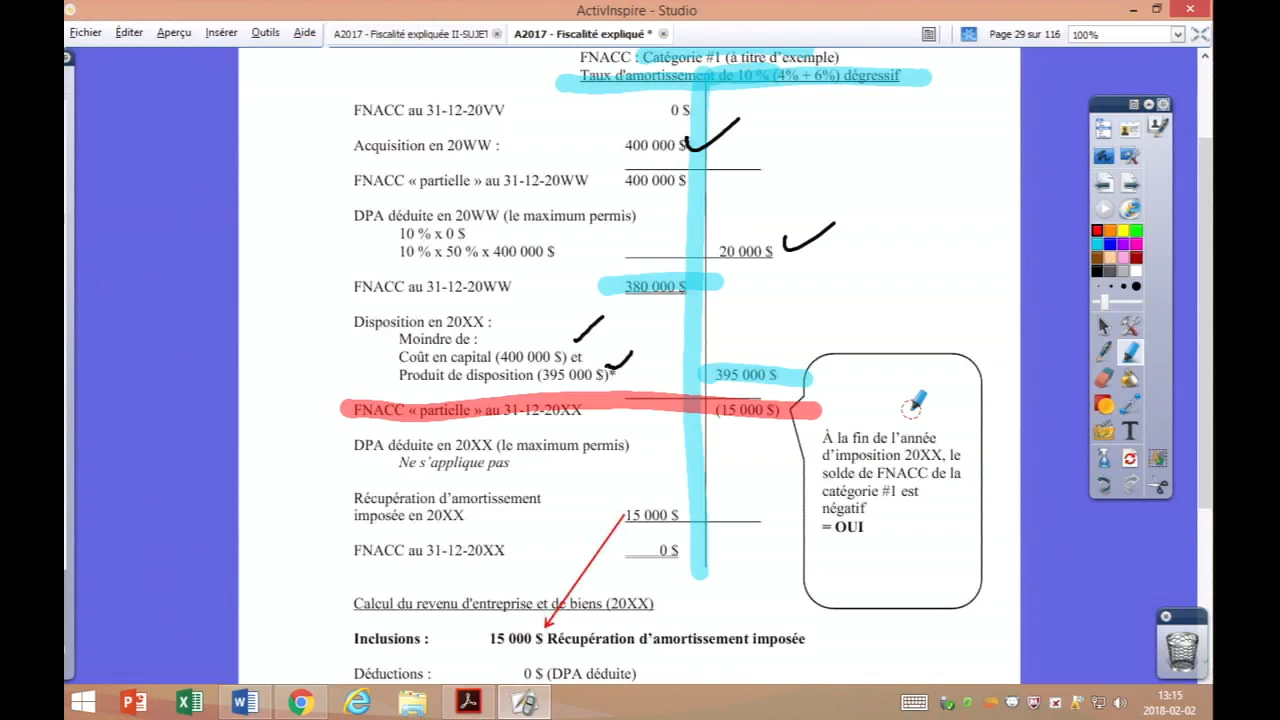 ActivInspire - Studio
Fichier Éditer Aperçu Insérer Outils Aide
A2017 - Fiscalité expliquée II-SUJET
A2017 - Fiscalité expliquée *
Page 29 sur 116
100%
FNACC : Catégorie #1 (à titre d'exemple)
Taux d'amortissement de 10 % (4% + 6%) dégressif
FNACC au 31-12-20VV 0 $
Acquisition en 20WW : 400 000 $
FNACC « partielle » au 31-12-20WW 400 000 $
DPA déduite en 20WW (le maximum permis)
10 % x 0 $
10 % x 50 % x 400 000 $ 20 000 $
FNACC au 31-12-20WW 380 000 $
Disposition en 20XX :
Moindre de :
Coût en capital (400 000 $) et
Produit de disposition (395 000 $)* 395 000 $
FNACC « partielle » au 31-12-20XX (15 000 $)
DPA déduite en 20XX (le maximum permis)
Ne s'applique pas
Récupération d'amortissement
imposée en 20XX 15 000 $
FNACC au 31-12-20XX 0 $
À la fin de l'année
d'imposition 20XX, le
solde de FNACC de la
catégorie #1 est
négatif
= OUI
Calcul du revenu d'entreprise et de biens (20XX)
Inclusions : 15 000 $ Récupération d'amortissement imposée
Déductions : 0 $ (DPA déduite)
13:15
2018-02-02